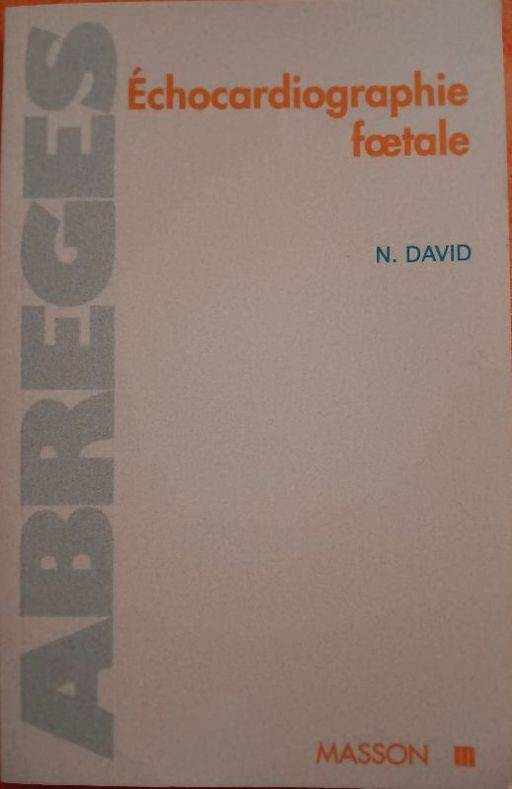 Échocardiographie
fœtale
N. DAVID
ABREGES
MASSON m